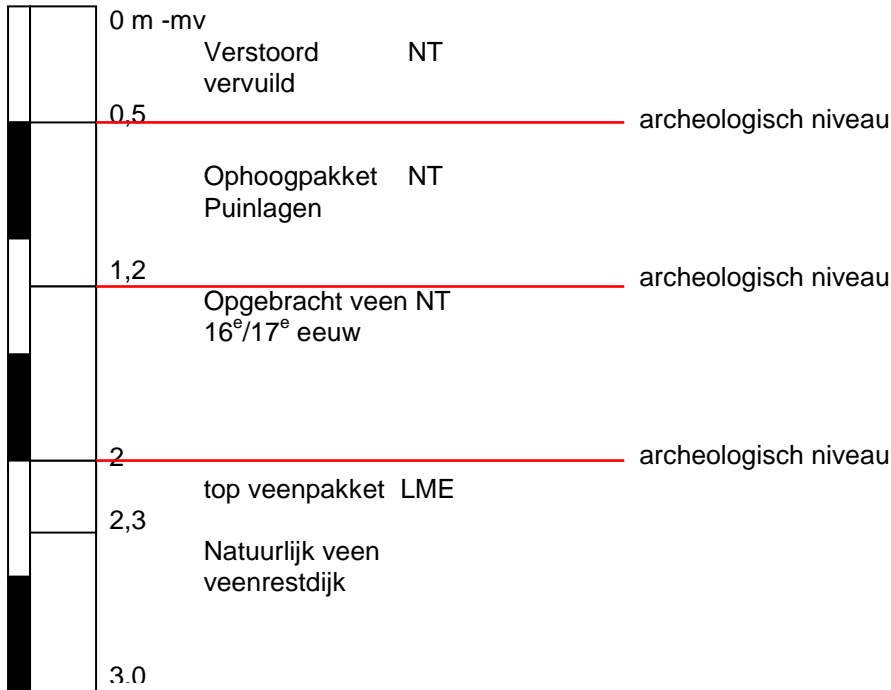 0 m -mv
Verstoord NT
vervuild
0,5 archeologisch niveau
Ophoogpakket NT
Puinlagen
1,2 archeologisch niveau
Opgebracht veen NT
16e/17e eeuw
2 archeologisch niveau
top veenpakket LME
2,3
Natuurlijk veen
veenrestdijk
3,0